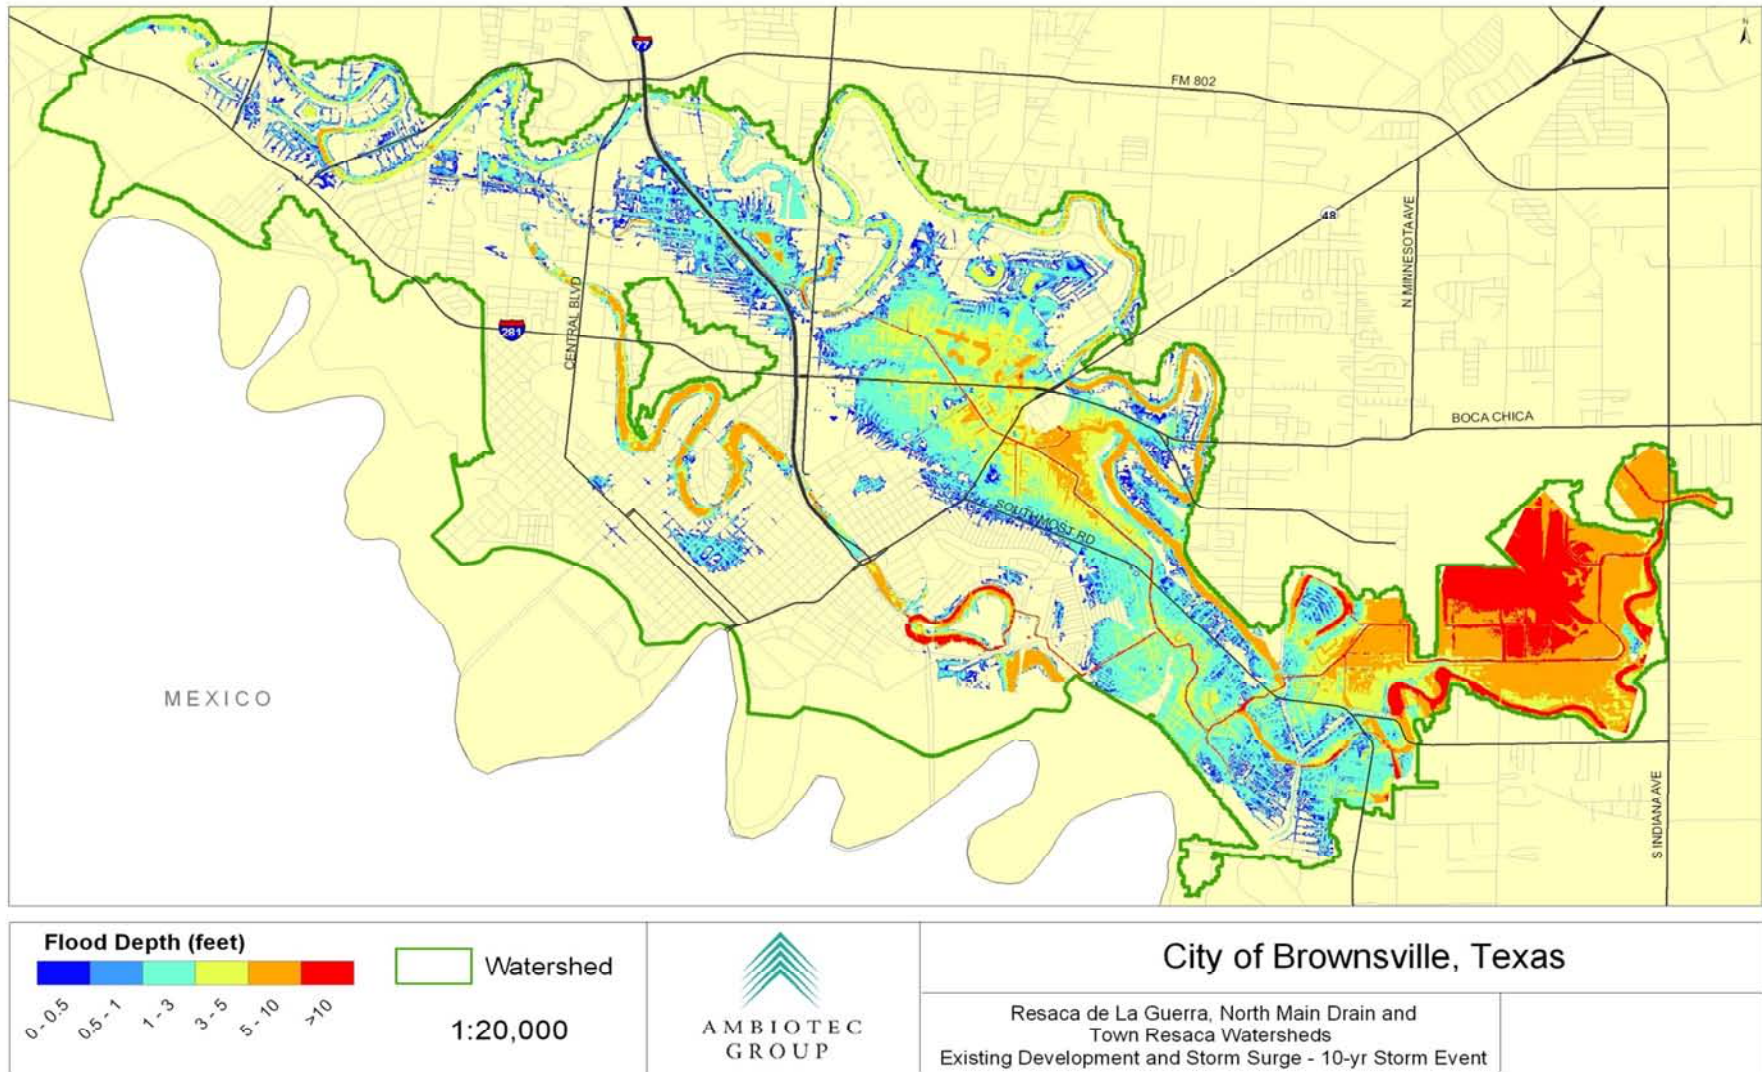 N
77
FM 802
48
N MINNESOTA AVE
CENTRAL BLVD
281
BOCA CHICA
SOUTHMOST RD
MEXICO
S INDIANA AVE
Flood Depth (feet)
0 - 0.5
0.5 - 1
1 - 3
3 - 5
5 - 10
>10
Watershed
1:20,000
AMBIOTEC
GROUP
City of Brownsville, Texas
Resaca de La Guerra, North Main Drain and
Town Resaca Watersheds
Existing Development and Storm Surge - 10-yr Storm Event